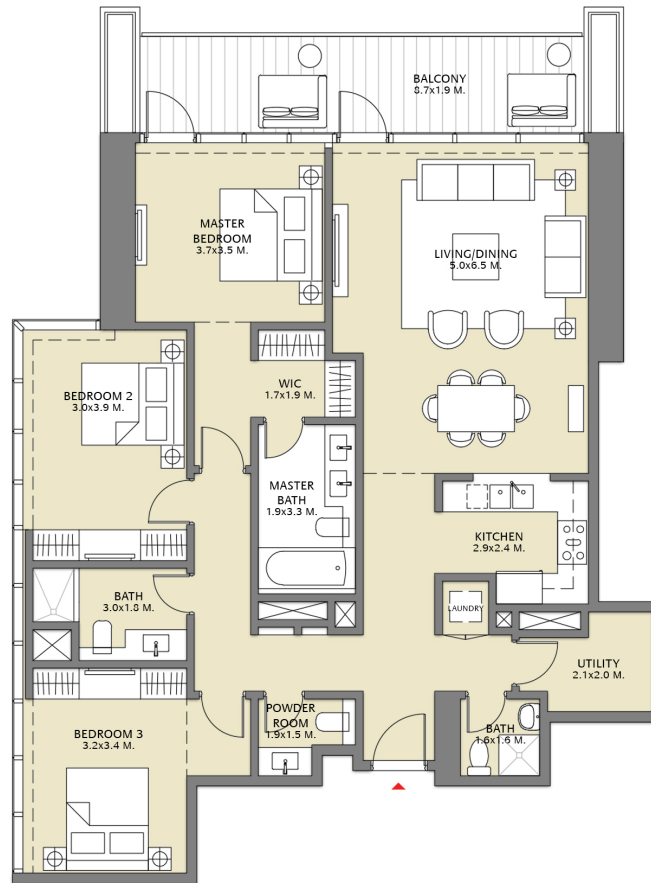 BALCONY
8.7x1.9 M.
MASTER
BEDROOM
3.7x3.5 M.
LIVING/DINING
5.0x6.5 M.
WIC
1.7x1.9 M.
BEDROOM 2
3.0x3.9 M.
MASTER
BATH
1.9x3.3 M.
KITCHEN
2.9x2.4 M.
BATH
3.0x1.8 M.
LAUNDRY
UTILITY
2.1x2.0 M.
POWDER
ROOM
1.9x1.5 M.
BATH
1.6x1.6 M.
BEDROOM 3
3.2x3.4 M.